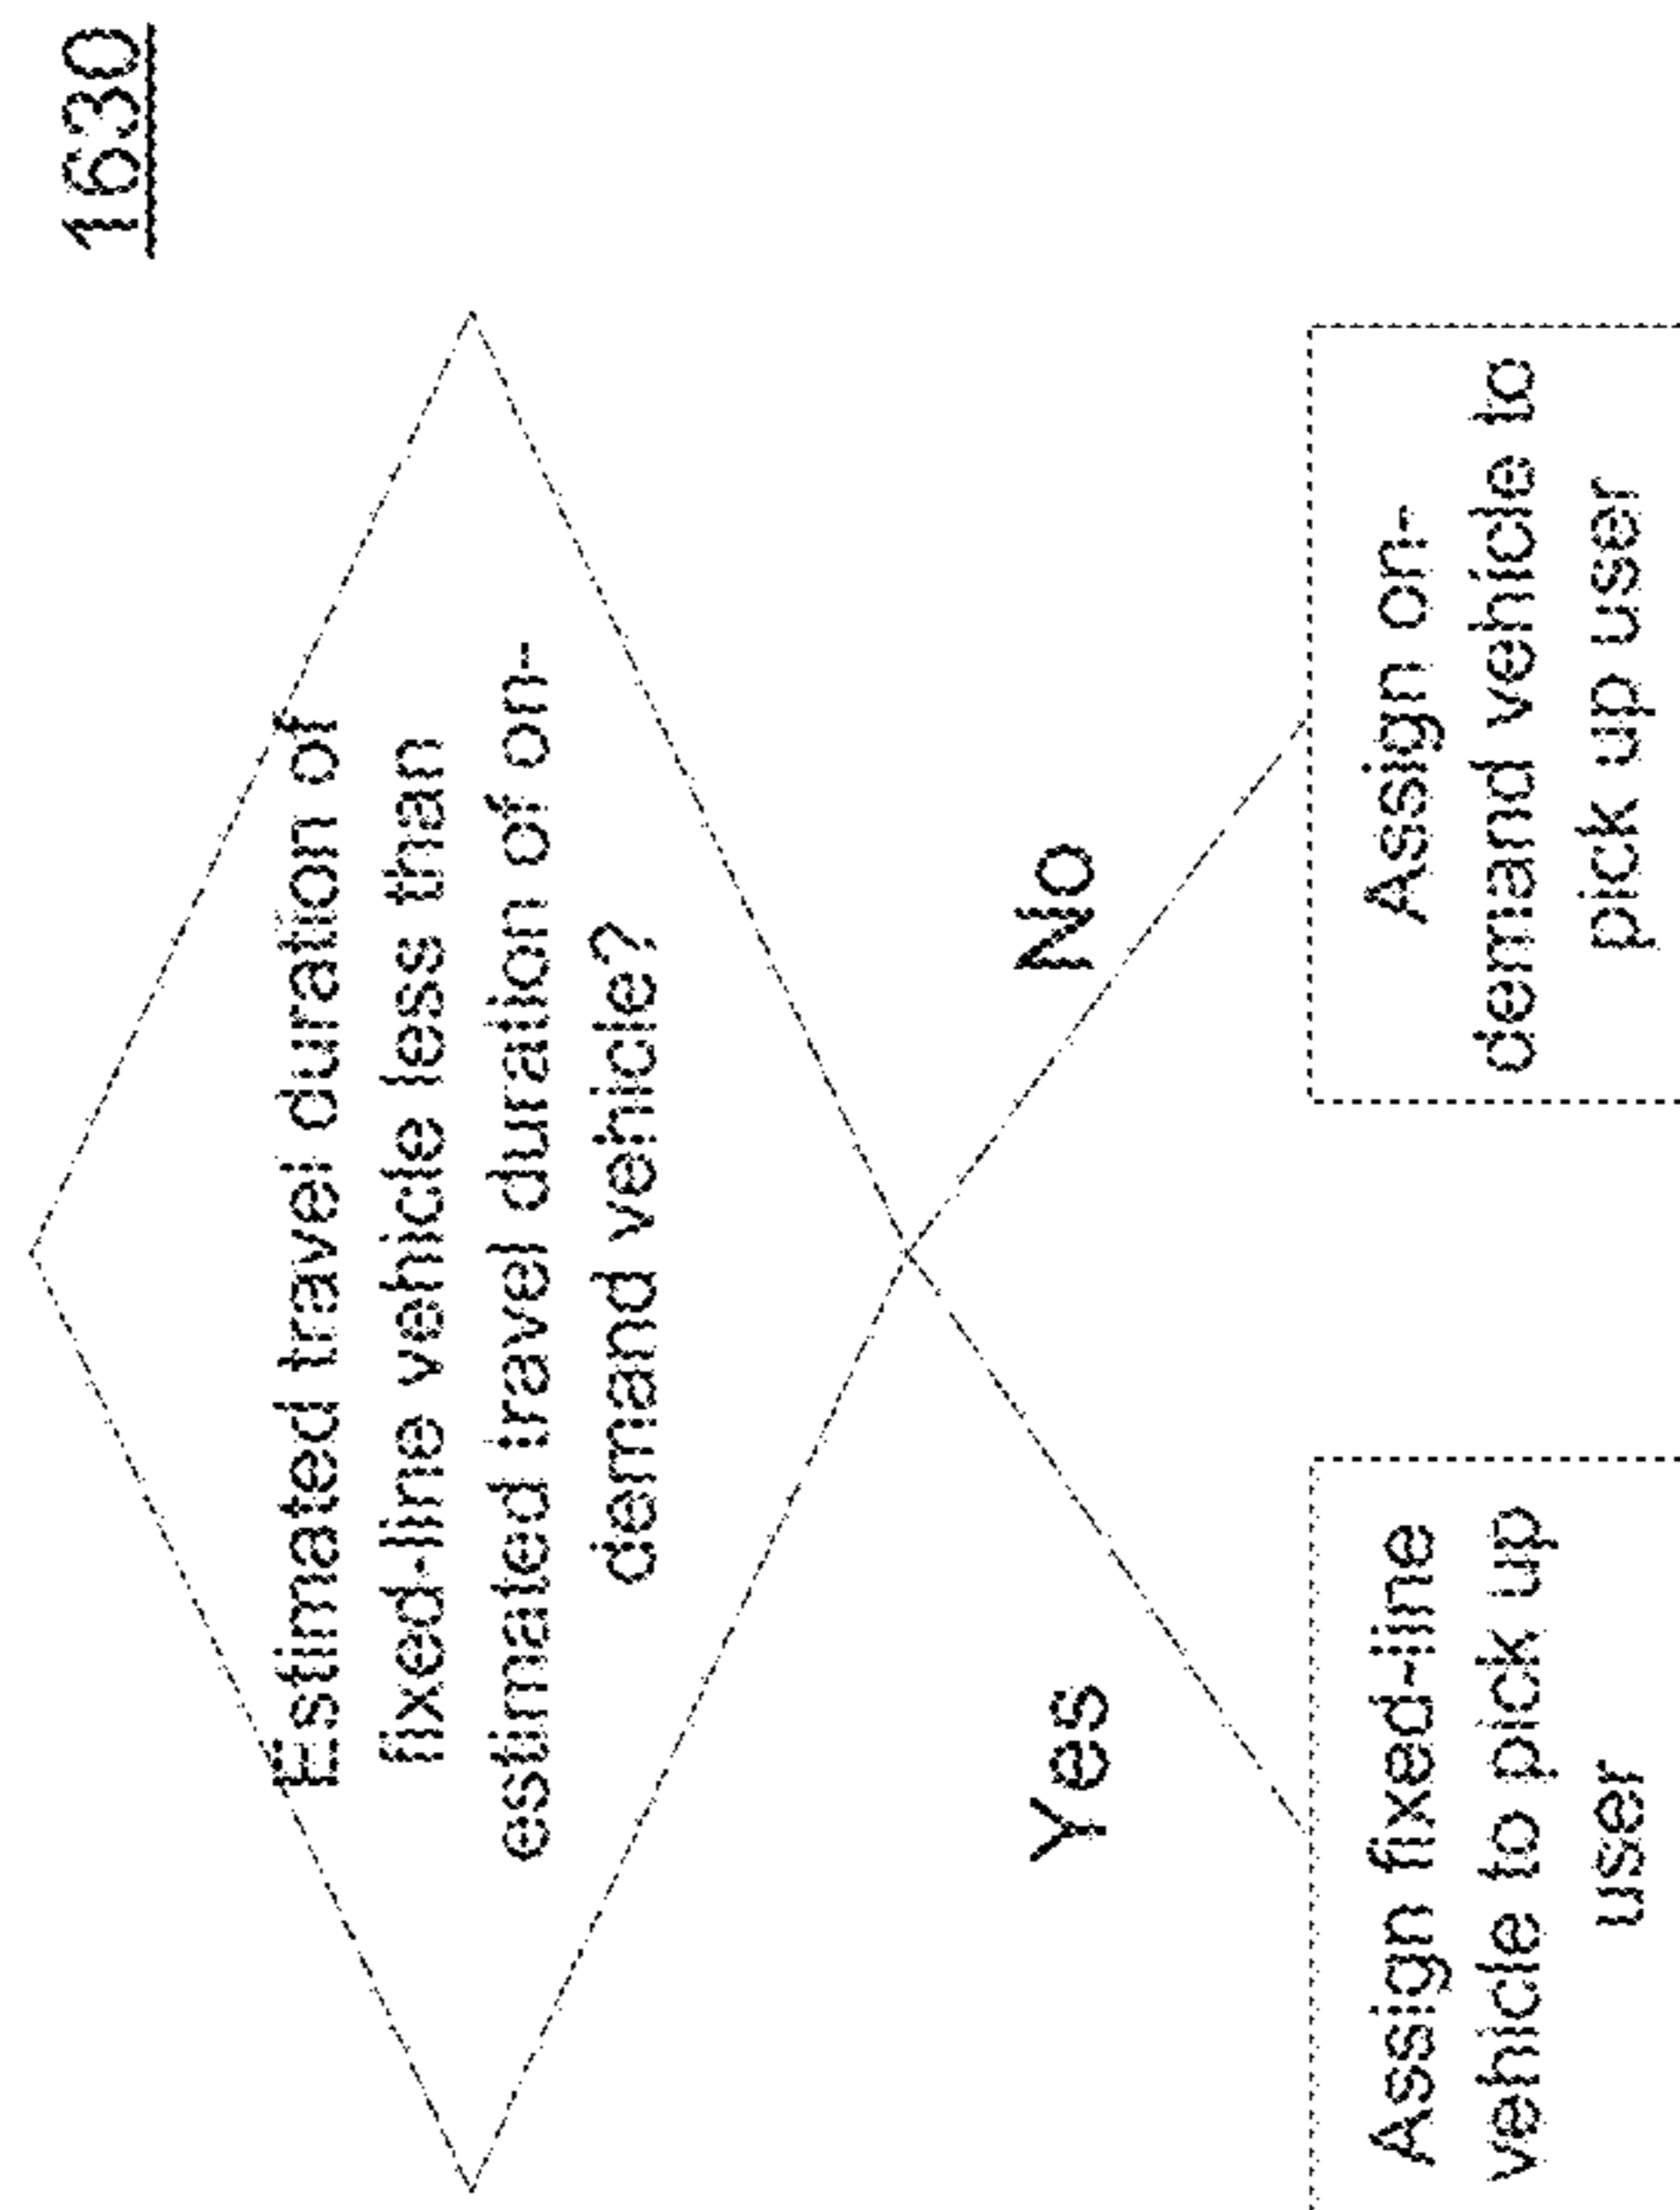 1630
Estimated travel duration of
fixed-line vehicle less than
estimated travel duration of on-
demand vehicle?
Yes
No
Assign fixed-line
vehicle to pick up
user
Assign on-
demand vehicle to
pick up user